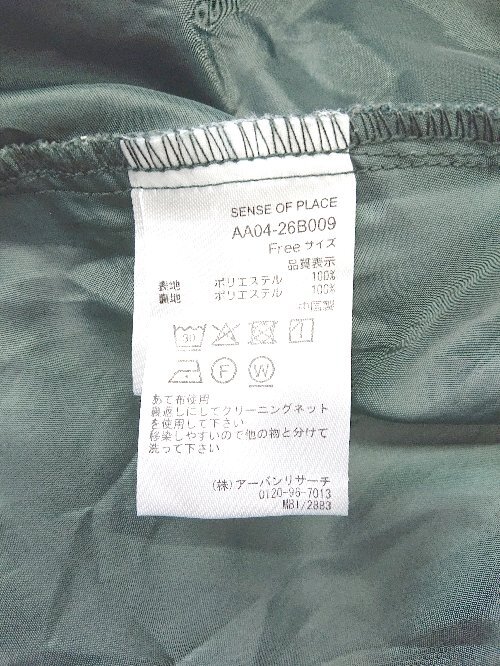 SENSE OF PLACE
AA04-26B009
Free サイズ
品質表示
表地 ポリエステル 100%
裏地 ポリエステル 100%
中国製
30
F
W
あて布使用
裏返しにしてクリーニングネット
を使用して下さい
移染しやすいので他の物と分けて
洗って下さい
(株)アーバンリサーチ
0120-96-7013
MB1/28B3